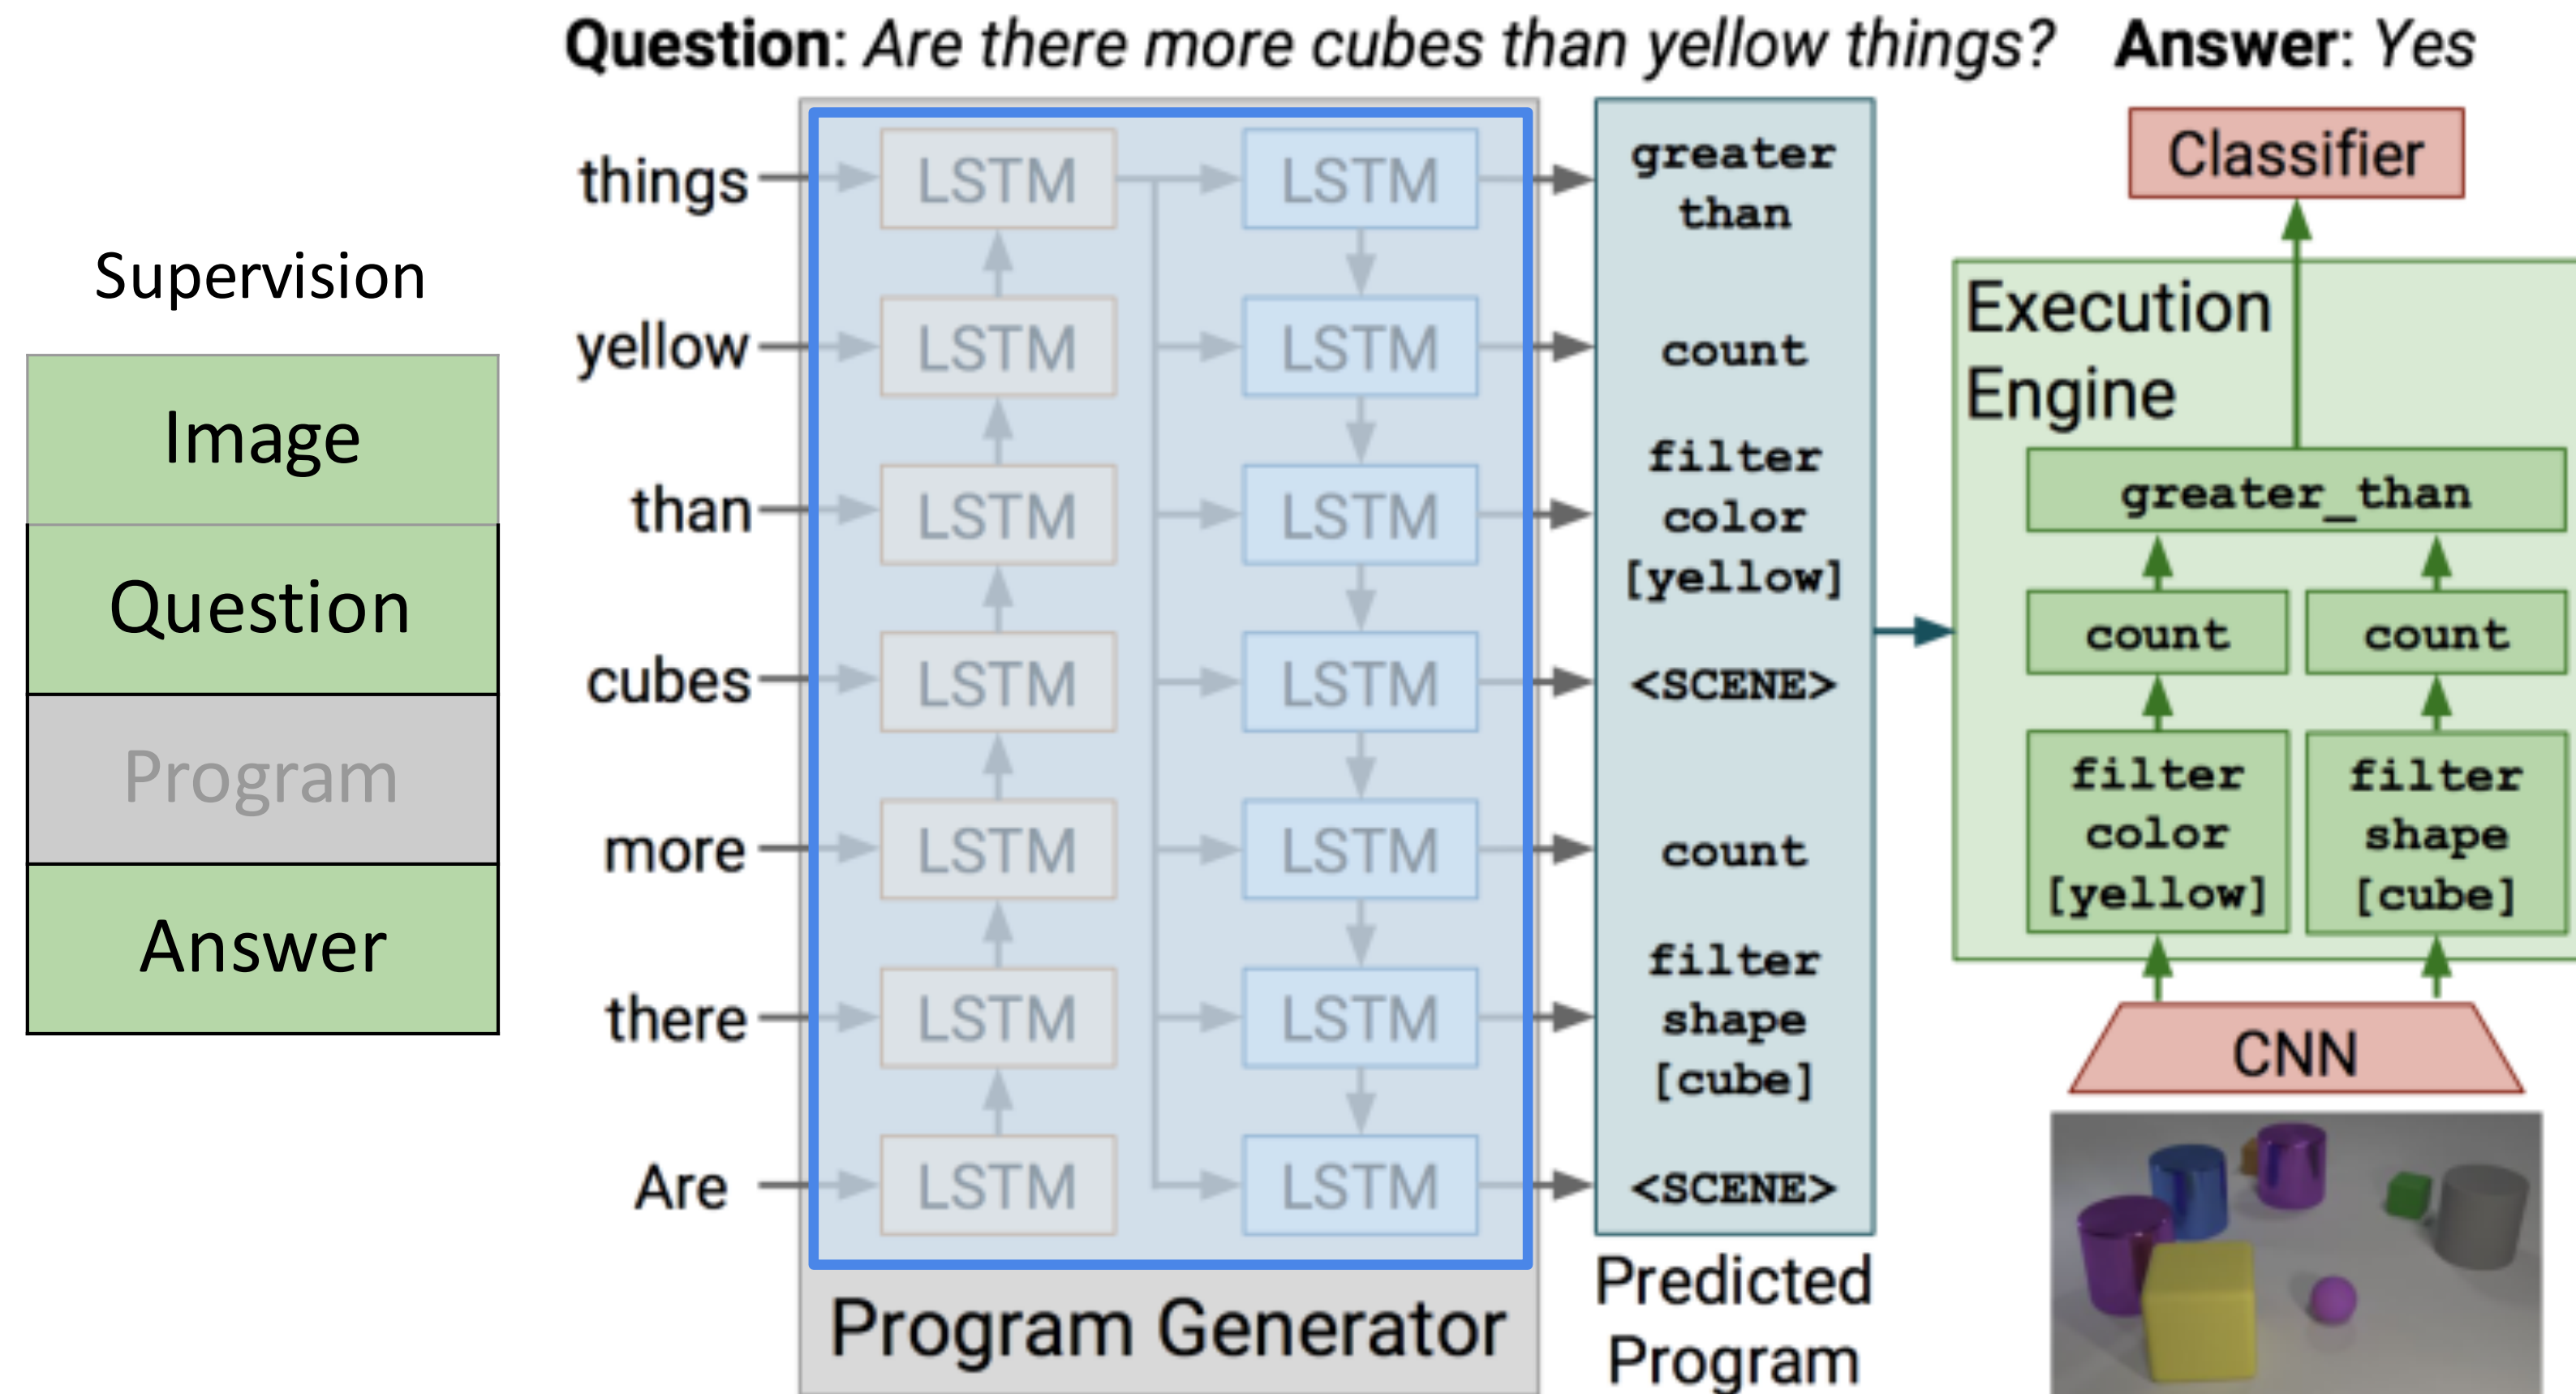 Question: Are there more cubes than yellow things? Answer: Yes
Supervision
Image
Question
Program
Answer
things
yellow
than
cubes
more
there
Are
LSTM LSTM
LSTM LSTM
LSTM LSTM
LSTM LSTM
LSTM LSTM
LSTM LSTM
LSTM LSTM
Program Generator
greater
than
count
filter
color
[yellow]
<SCENE>
count
filter
shape
[cube]
<SCENE>
Predicted
Program
Classifier
Execution
Engine
greater_than
count count
filter
color
[yellow]
filter
shape
[cube]
CNN